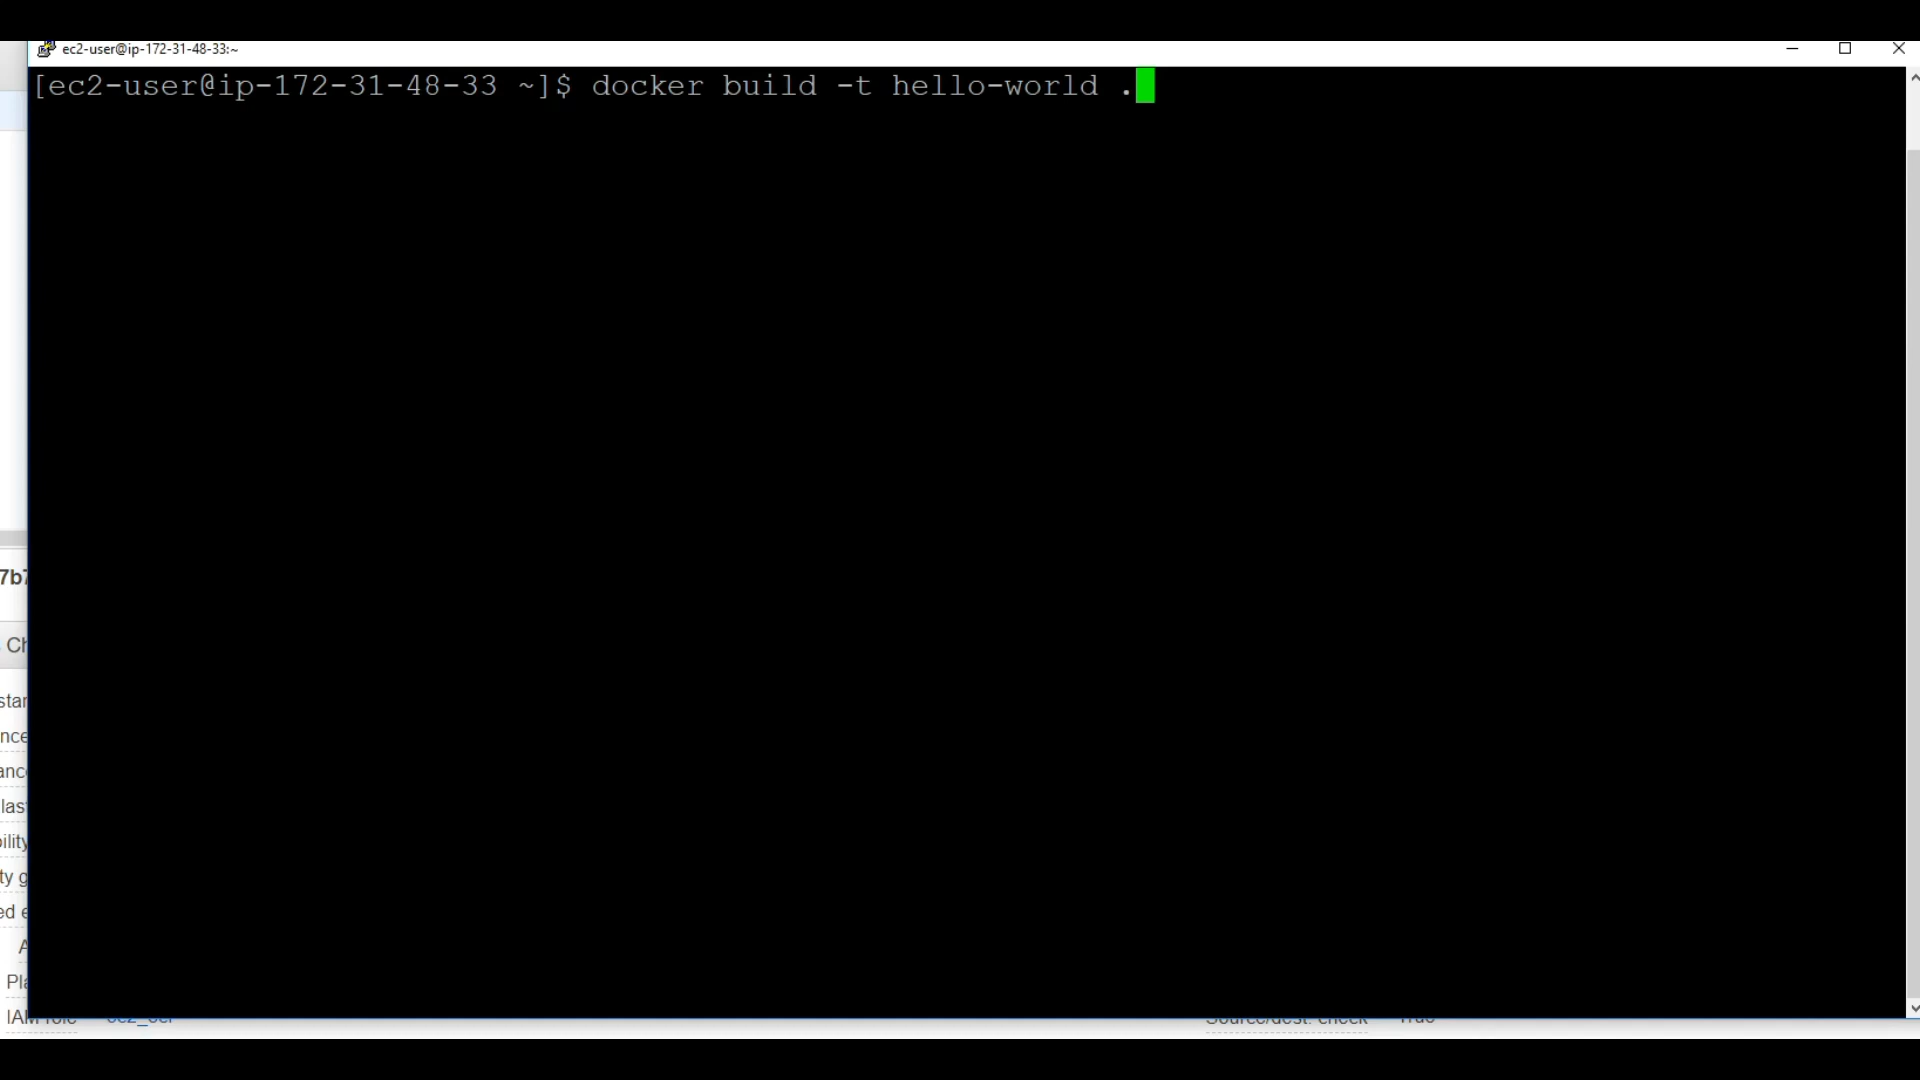 ec2-user@ip-172-31-48-33:~
[ec2-user@ip-172-31-48-33 ~]$ docker build -t hello-world .
7b7
Ch
star
nce
anc
las
ility
ty g
ed e
A
Pla
IAM role
Source/dest. check True